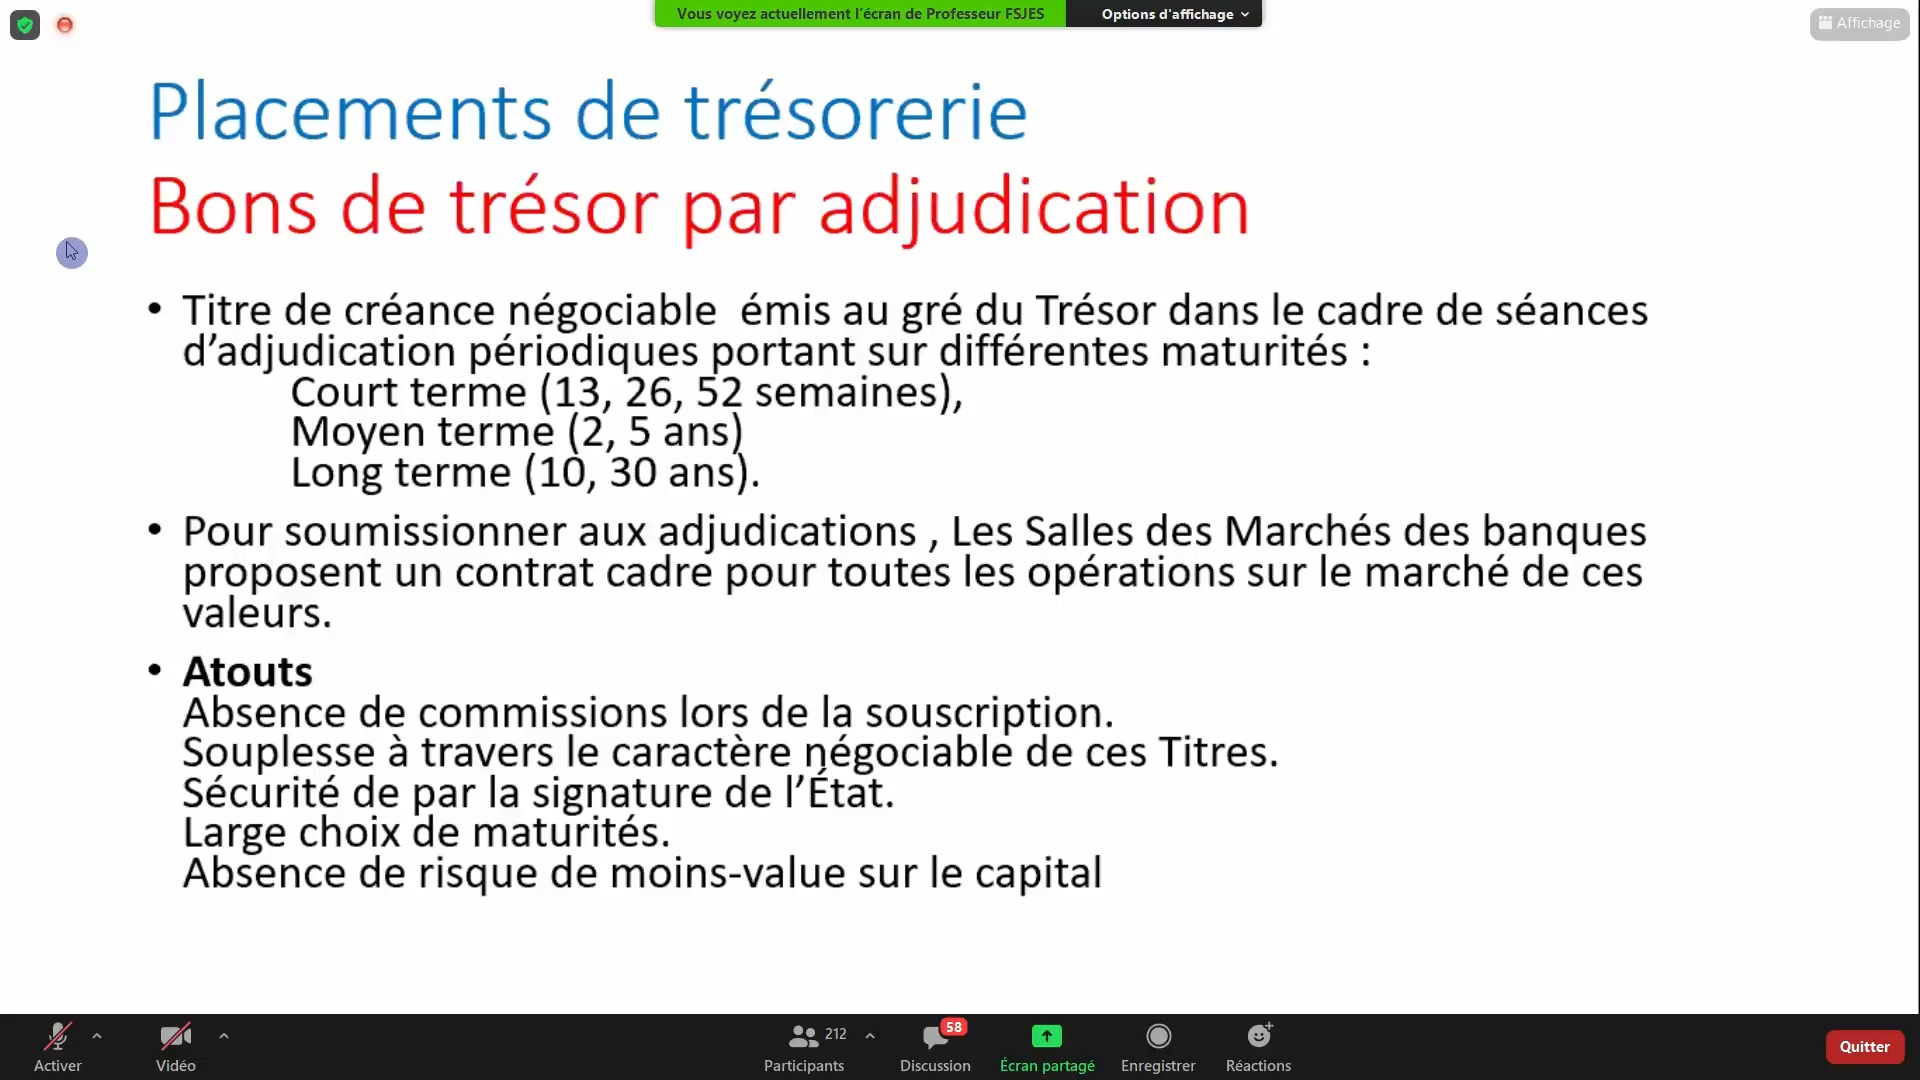 Vous voyez actuellement l'écran de Professeur FSJES
Options d'affichage
Affichage
Placements de trésorerie
Bons de trésor par adjudication
• Titre de créance négociable émis au gré du Trésor dans le cadre de séances
d'adjudication périodiques portant sur différentes maturités :
Court terme (13, 26, 52 semaines),
Moyen terme (2, 5 ans)
Long terme (10, 30 ans).
• Pour soumissionner aux adjudications , Les Salles des Marchés des banques
proposent un contrat cadre pour toutes les opérations sur le marché de ces
valeurs.
• Atouts
Absence de commissions lors de la souscription.
Souplesse à travers le caractère négociable de ces Titres.
Sécurité de par la signature de l'État.
Large choix de maturités.
Absence de risque de moins-value sur le capital
212
58
Activer
Vidéo
Participants
Discussion
Écran partagé
Enregistrer
Réactions
Quitter